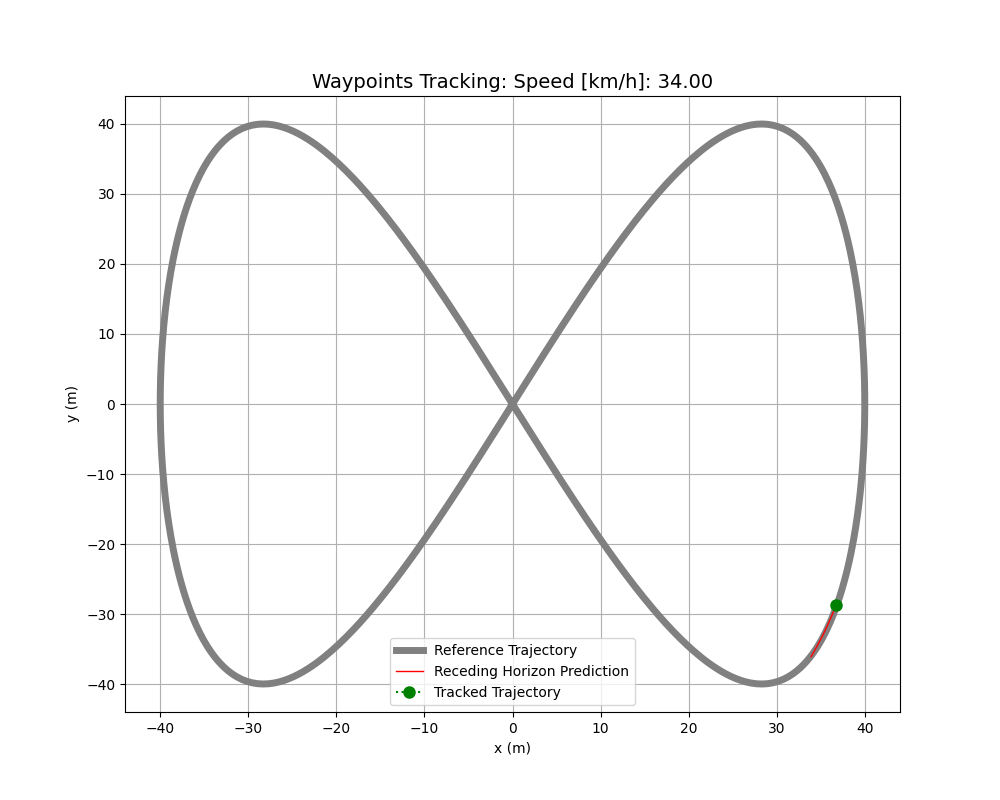 Waypoints Tracking: Speed [km/h]: 34.00
y (m)
40
30
20
10
0
−10
−20
−30
−40
Reference Trajectory
Receding Horizon Prediction
Tracked Trajectory
−40 −30 −20 −10 0 10 20 30 40
x (m)